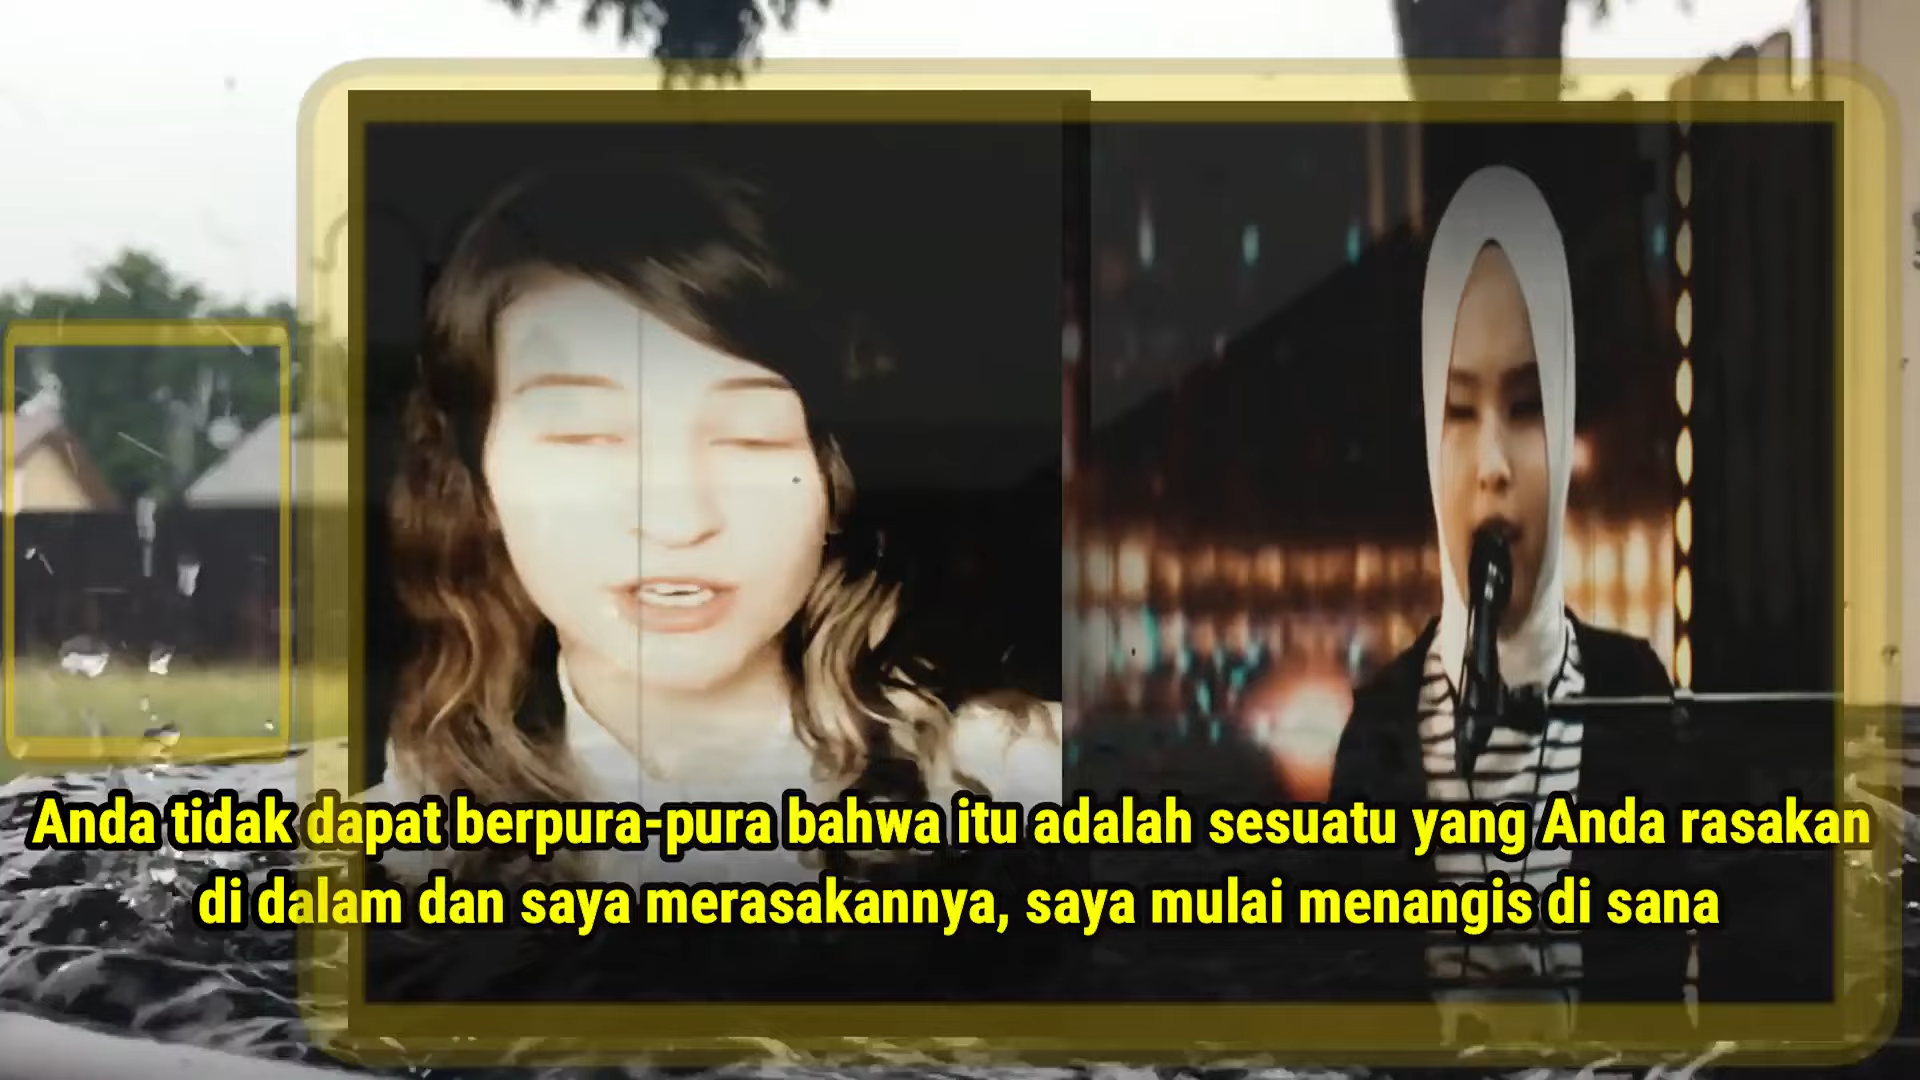 Anda tidak dapat berpura-pura bahwa itu adalah sesuatu yang Anda rasakan
di dalam dan saya merasakannya, saya mulai menangis di sana